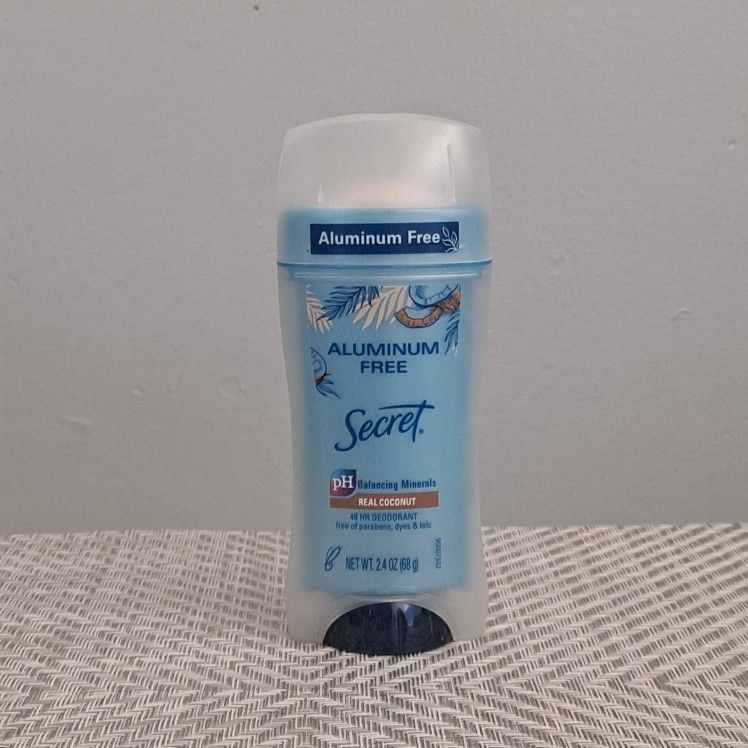 Aluminum Free
ALUMINUM
FREE
Secret®
pH Balancing Minerals
REAL COCONUT
48 HR DEODORANT
free of parabens, dyes & talc
NET WT. 2.4 OZ (68 g)